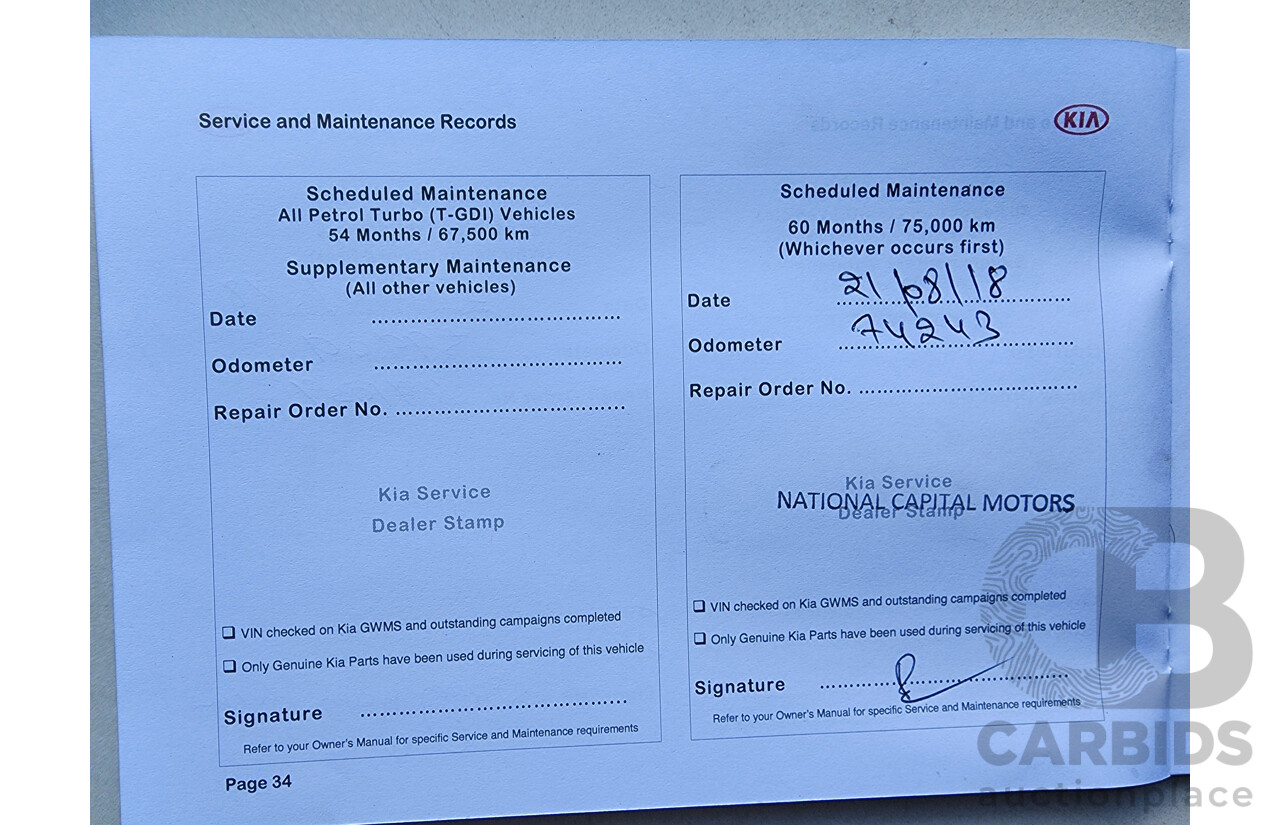 Service and Maintenance Records
KIA
Scheduled Maintenance
All Petrol Turbo (T-GDI) Vehicles
54 Months / 67,500 km
Supplementary Maintenance
(All other vehicles)
Date
Odometer
Repair Order No.
Kia Service
Dealer Stamp
❏ VIN checked on Kia GWMS and outstanding campaigns completed
❏ Only Genuine Kia Parts have been used during servicing of this vehicle
Signature
Refer to your Owner's Manual for specific Service and Maintenance requirements
Page 34
Scheduled Maintenance
60 Months / 75,000 km
(Whichever occurs first)
Date 21/08/18
Odometer 74243
Repair Order No.
Kia Service
NATIONAL CAPITAL MOTORS
Dealer Stamp
❏ VIN checked on Kia GWMS and outstanding campaigns completed
❏ Only Genuine Kia Parts have been used during servicing of this vehicle
Signature
Refer to your Owner's Manual for specific Service and Maintenance requirements
CB
CARBIDS
auctionplace